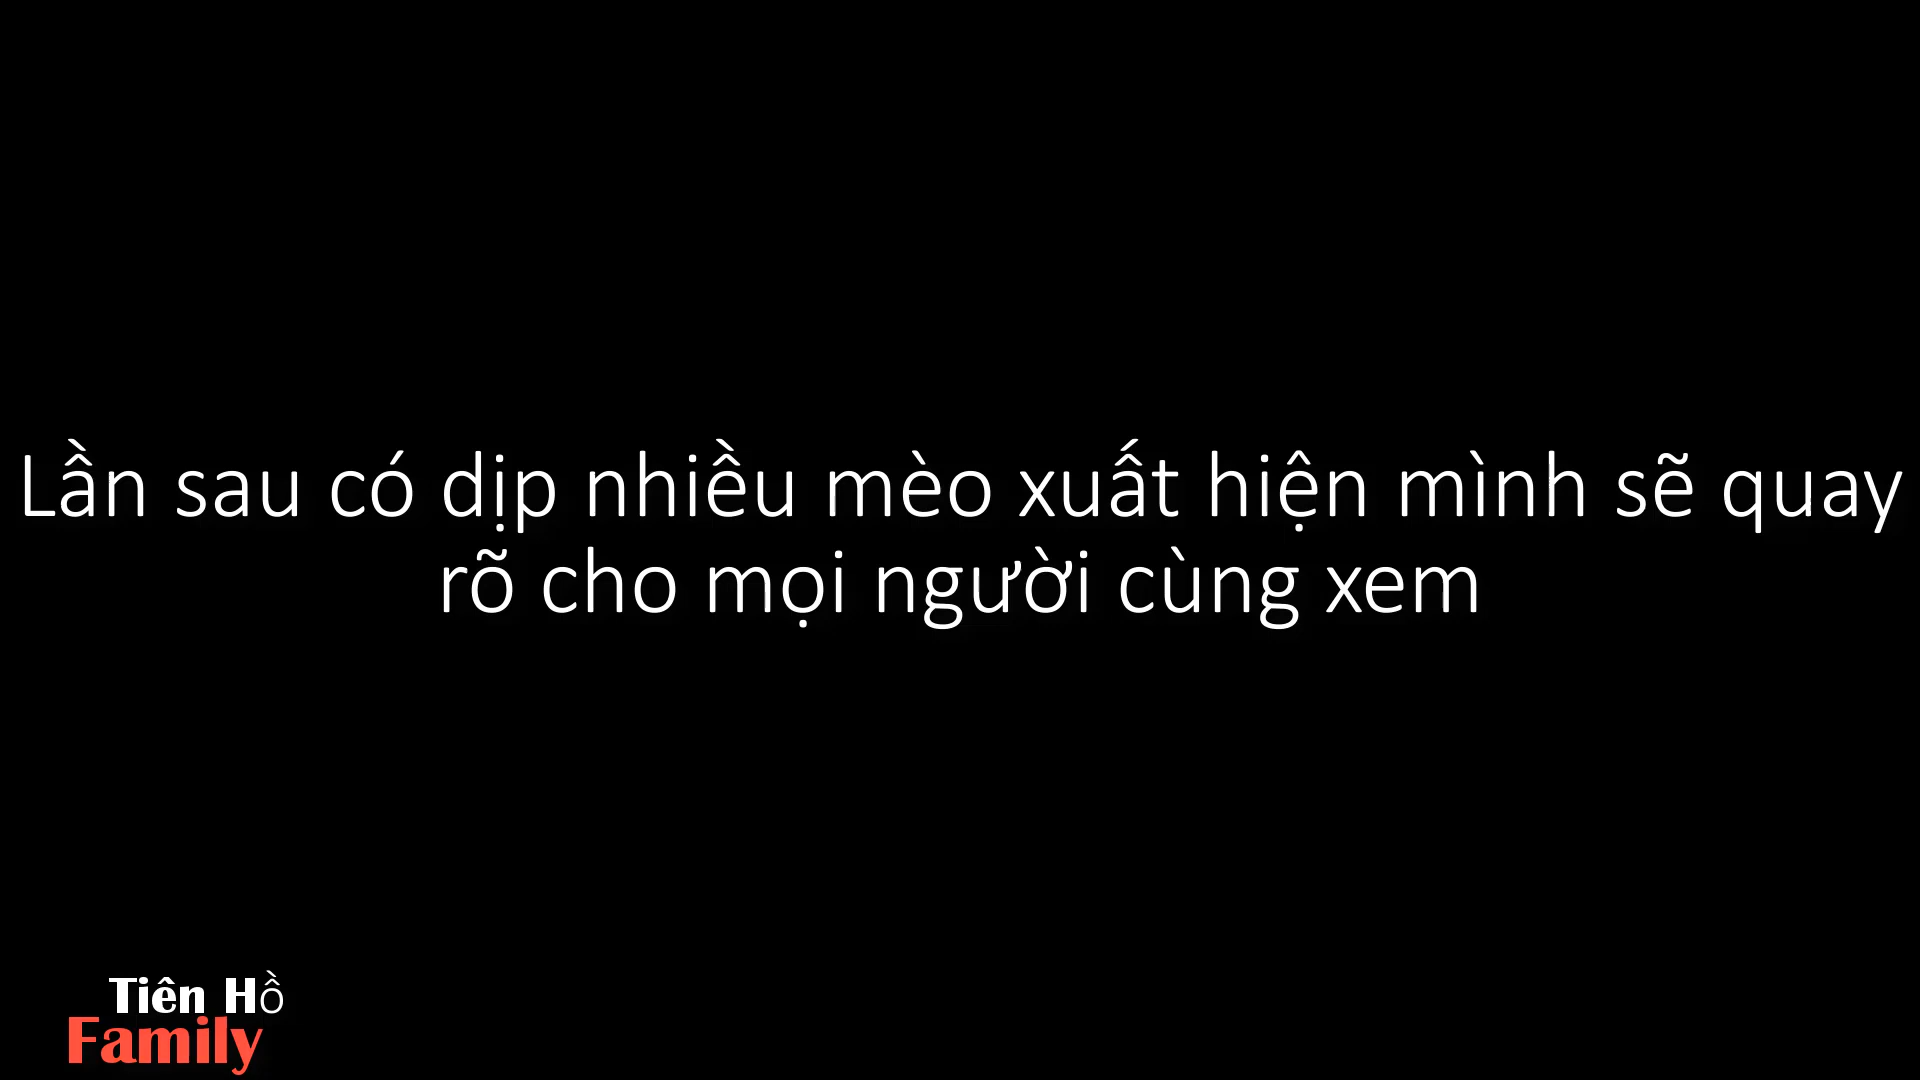 Lần sau có dịp nhiều mèo xuất hiện mình sẽ quay
rõ cho mọi người cùng xem
Tiên Hồ
Family